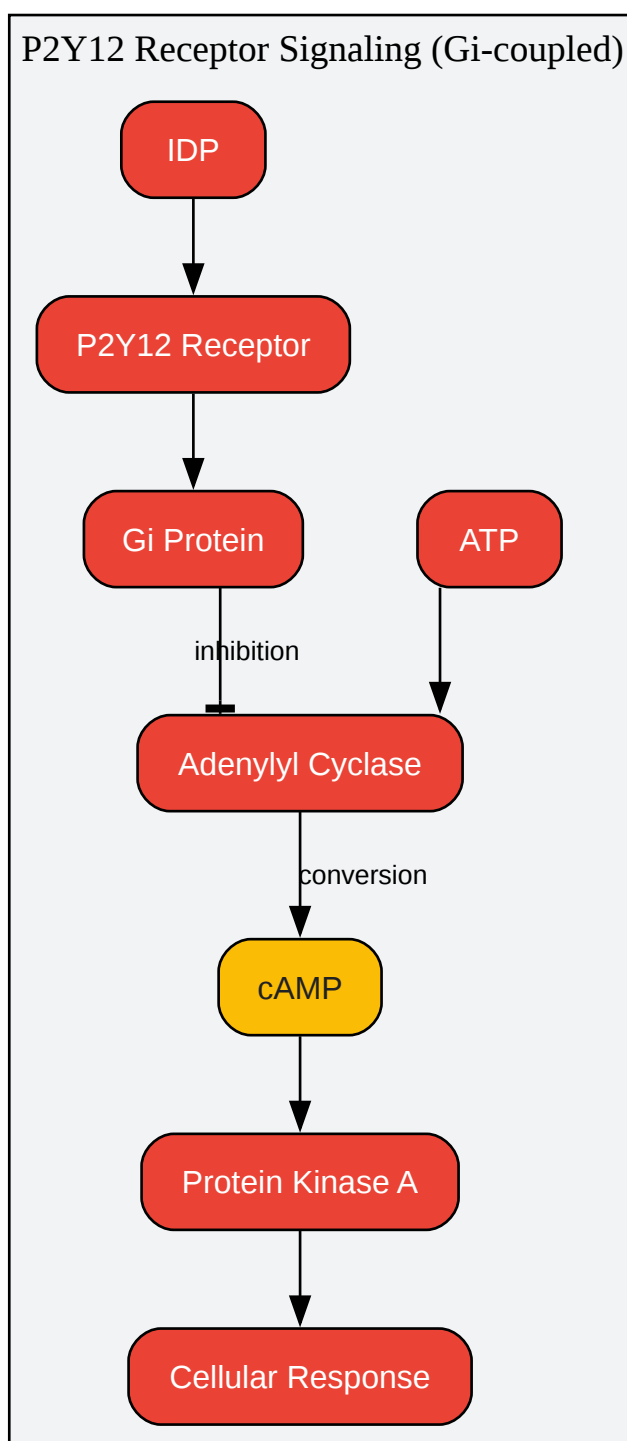 P2Y12 Receptor Signaling (Gi-coupled)
IDP
P2Y12 Receptor
Gi Protein
ATP
inhibition
Adenylyl Cyclase
conversion
cAMP
Protein Kinase A
Cellular Response